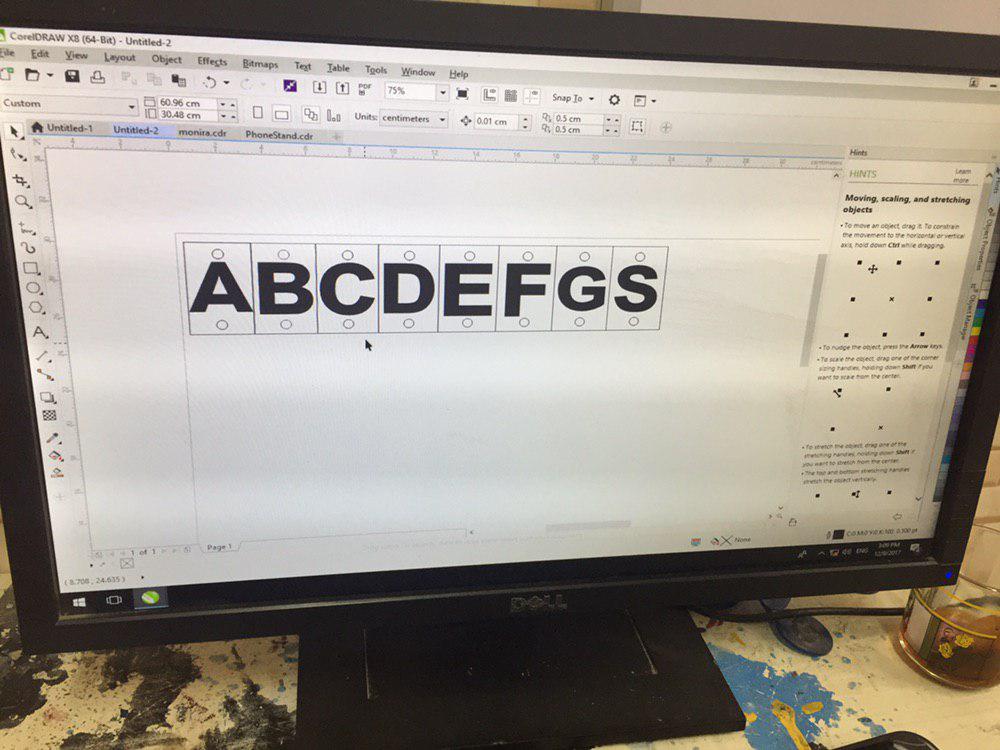 CorelDRAW X8 (64-Bit) - Untitled-2
File Edit View Layout Object Effects Bitmaps Text Table Tools Window Help
PDF 75% Snap To
Custom 60.96 cm 30.48 cm Units: centimeters 0.01 cm 0.5 cm 0.5 cm
Untitled-1 Untitled-2 monira.cdr PhoneStand.cdr
centimeters
ABCDEFGS
Hints
HINTS
Learn more
Moving, scaling, and stretching
objects
• To move an object, drag it. To constrain
the movement to the horizontal or vertical
axis, hold down Ctrl while dragging.
• To nudge the object, press the Arrow keys.
• To scale the object, drag one of the corner
sizing handles, holding down Shift if you
want to scale from the center.
• To stretch the object, drag one of the
stretching handles, holding down Shift if
you want to stretch from the center.
• The top and bottom stretching handles
stretch the object vertically.
Hints
Object Properties
Object Manager
1 of 1 Page 1
None
C:0 M:0 Y:0 K:100 0.500 pt
(8.708, 24.635)
ENG 3:09 PM
12/9/2017
DELL